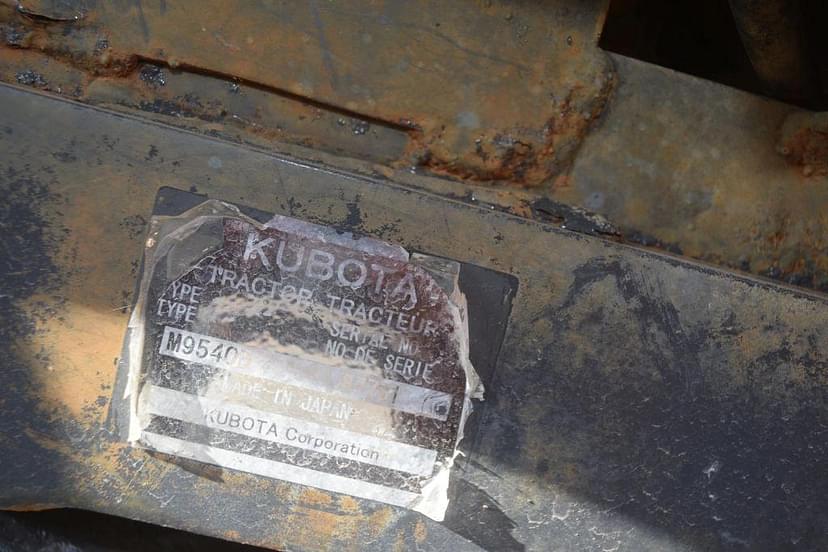 KUBOTA
TRACTOR TRACTEUR
TYPE SERIAL NO.
TYPE NO DE SERIE
M9540
MADE IN JAPAN
KUBOTA Corporation